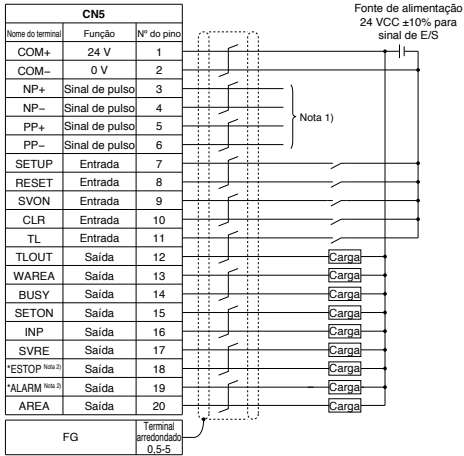 Fonte de alimentação
24 VCC ±10% para
sinal de E/S
CN5
Nome do terminal Função Nº do pino
COM+ 24 V 1
COM− 0 V 2
NP+ Sinal de pulso 3
NP− Sinal de pulso 4
PP+ Sinal de pulso 5
PP− Sinal de pulso 6
Nota 1)
SETUP Entrada 7
RESET Entrada 8
SVON Entrada 9
CLR Entrada 10
TL Entrada 11
TLOUT Saída 12 Carga
WAREA Saída 13 Carga
BUSY Saída 14 Carga
SETON Saída 15 Carga
INP Saída 16 Carga
SVRE Saída 17 Carga
*ESTOP Nota 2) Saída 18 Carga
*ALARM Nota 2) Saída 19 Carga
AREA Saída 20 Carga
FG Terminal
arredondado
0,5-5